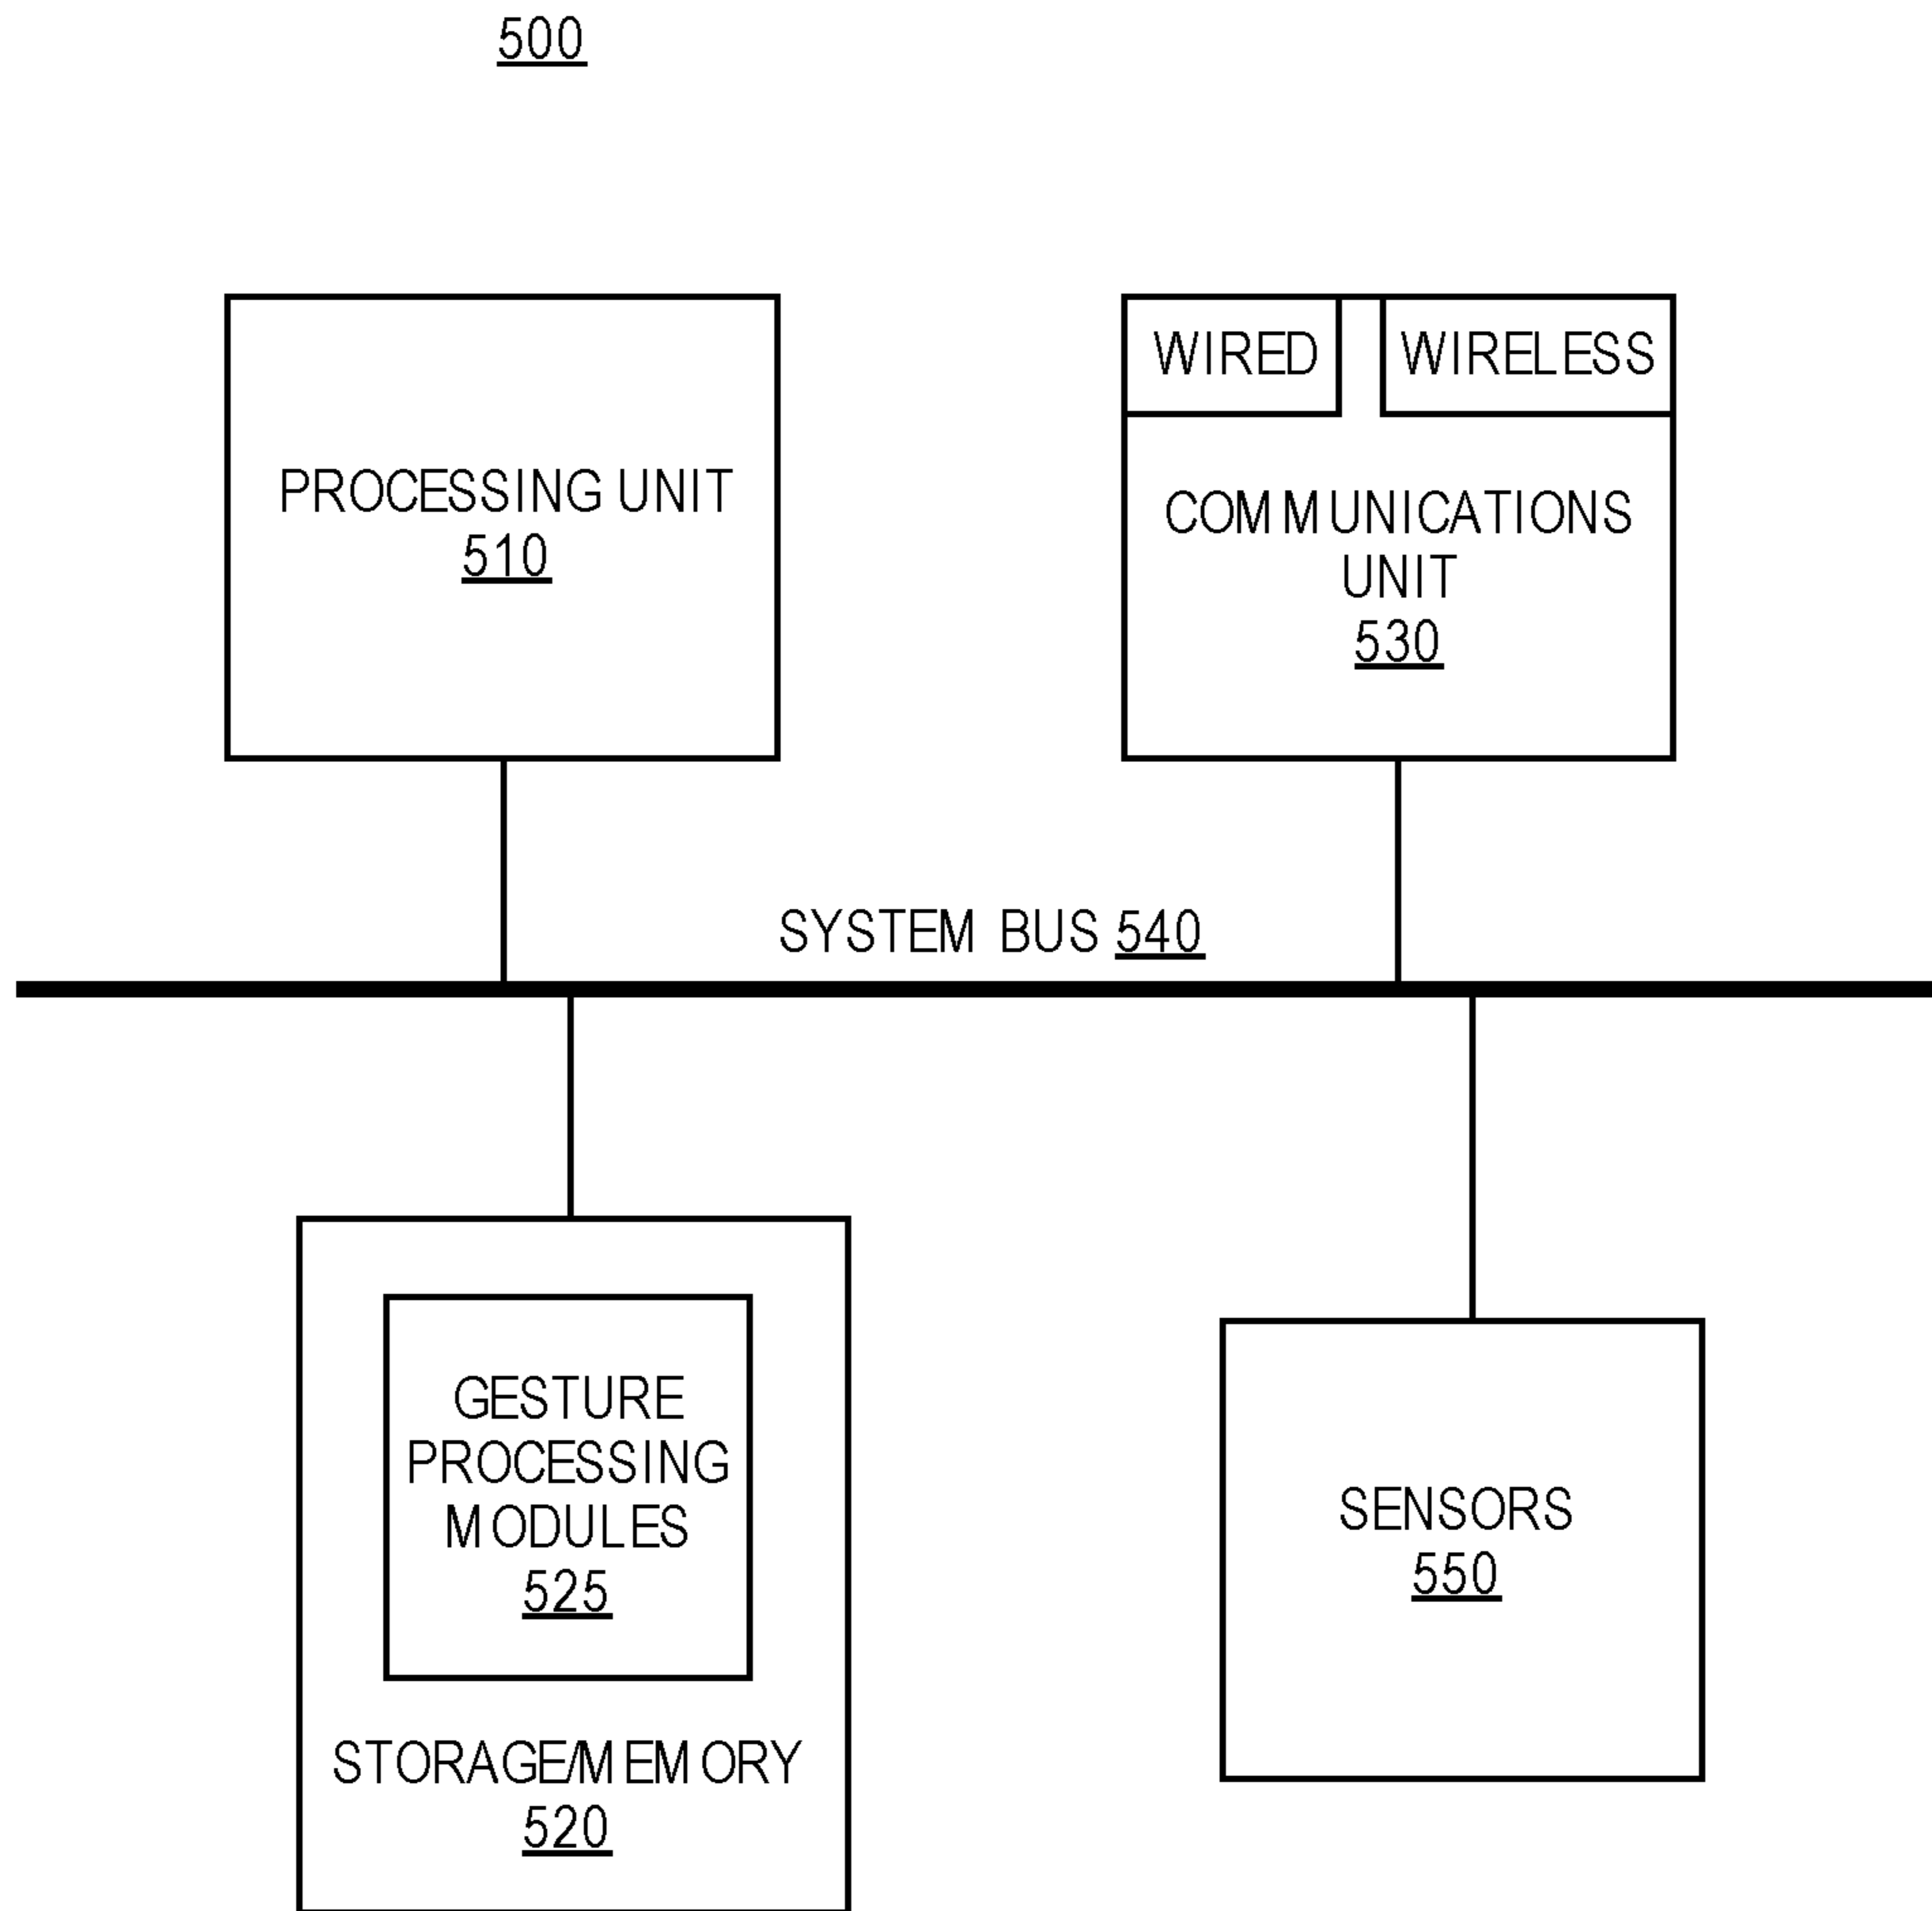 500
PROCESSING UNIT
510
WIRED
WIRELESS
COMMUNICATIONS
UNIT
530
SYSTEM BUS 540
GESTURE
PROCESSING
MODULES
525
STORAGE/MEMORY
520
SENSORS
550